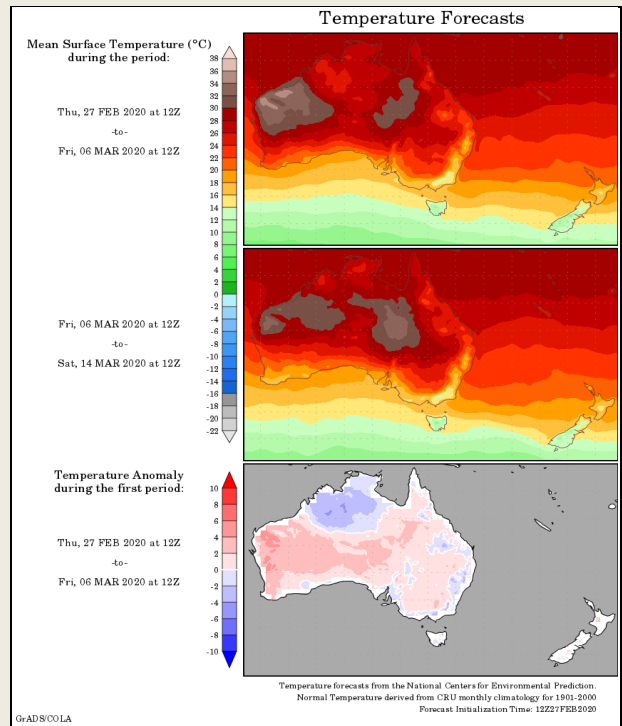 Temperature Forecasts
Mean Surface Temperature (°C)
during the period:
Thu, 27 FEB 2020 at 12Z
-to-
Fri, 06 MAR 2020 at 12Z
38
36
34
32
30
28
26
24
22
20
18
16
14
12
10
8
6
4
2
0
-2
-4
-6
-8
-10
-12
-14
-16
-18
-20
-22
Fri, 06 MAR 2020 at 12Z
-to-
Sat, 14 MAR 2020 at 12Z
Temperature Anomaly
during the first period:
Thu, 27 FEB 2020 at 12Z
-to-
Fri, 06 MAR 2020 at 12Z
10
8
6
4
2
0
-2
-4
-6
-8
-10
Temperature forecasts from the National Centers for Environmental Prediction.
Normal Temperature derived from CRU monthly climatology for 1901-2000
Forecast Initialization Time: 12Z27FEB2020
GrADS/COLA